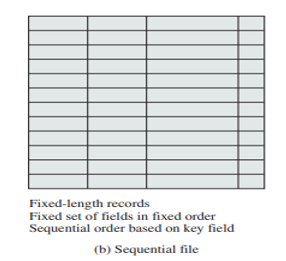 Fixed-length records
Fixed set of fields in fixed order
Sequential order based on key field
(b) Sequential file